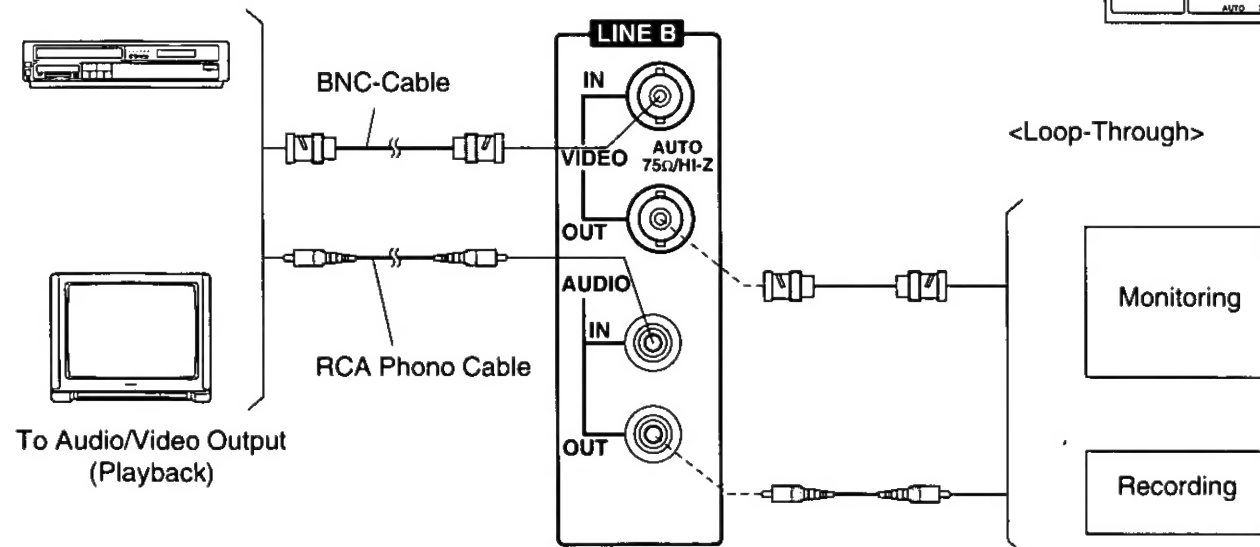 AUTO
LINE B
IN
BNC-Cable
<Loop-Through>
VIDEO
AUTO
75Ω/HI-Z
OUT
AUDIO
IN
Monitoring
RCA Phono Cable
To Audio/Video Output
(Playback)
OUT
Recording